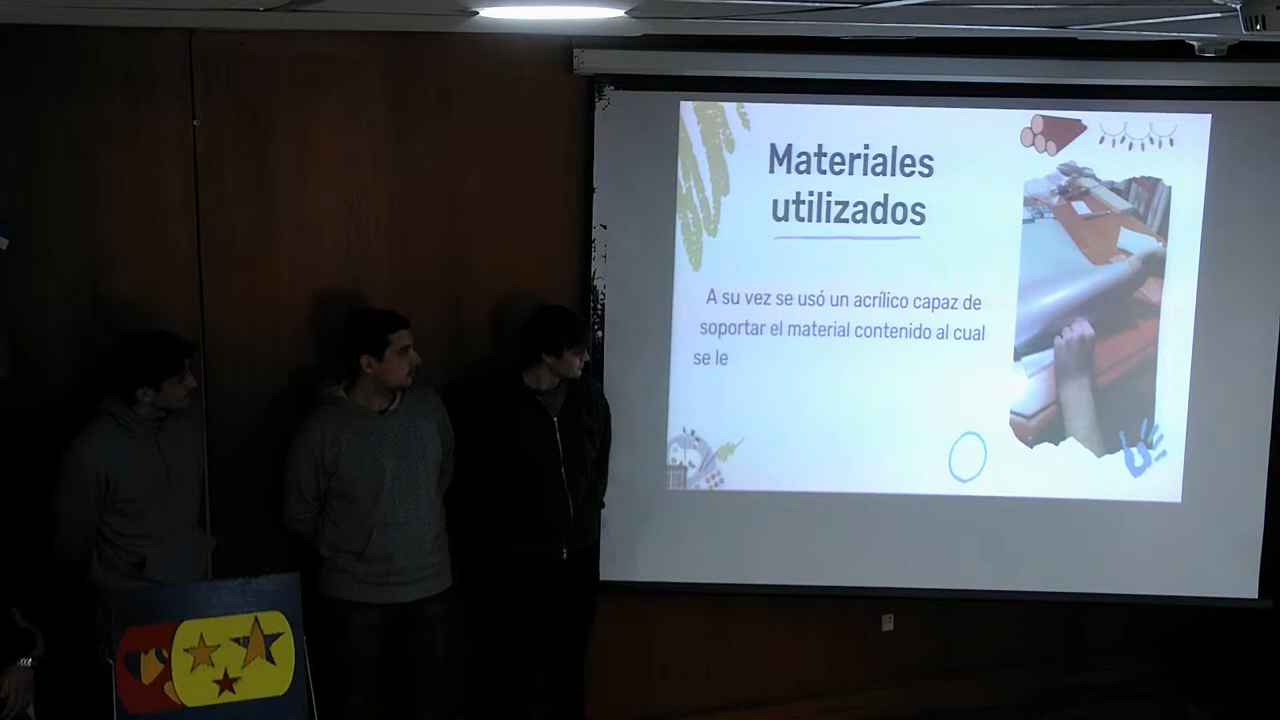 Materiales
utilizados
A su vez se usó un acrílico capaz de
soportar el material contenido al cual
se le